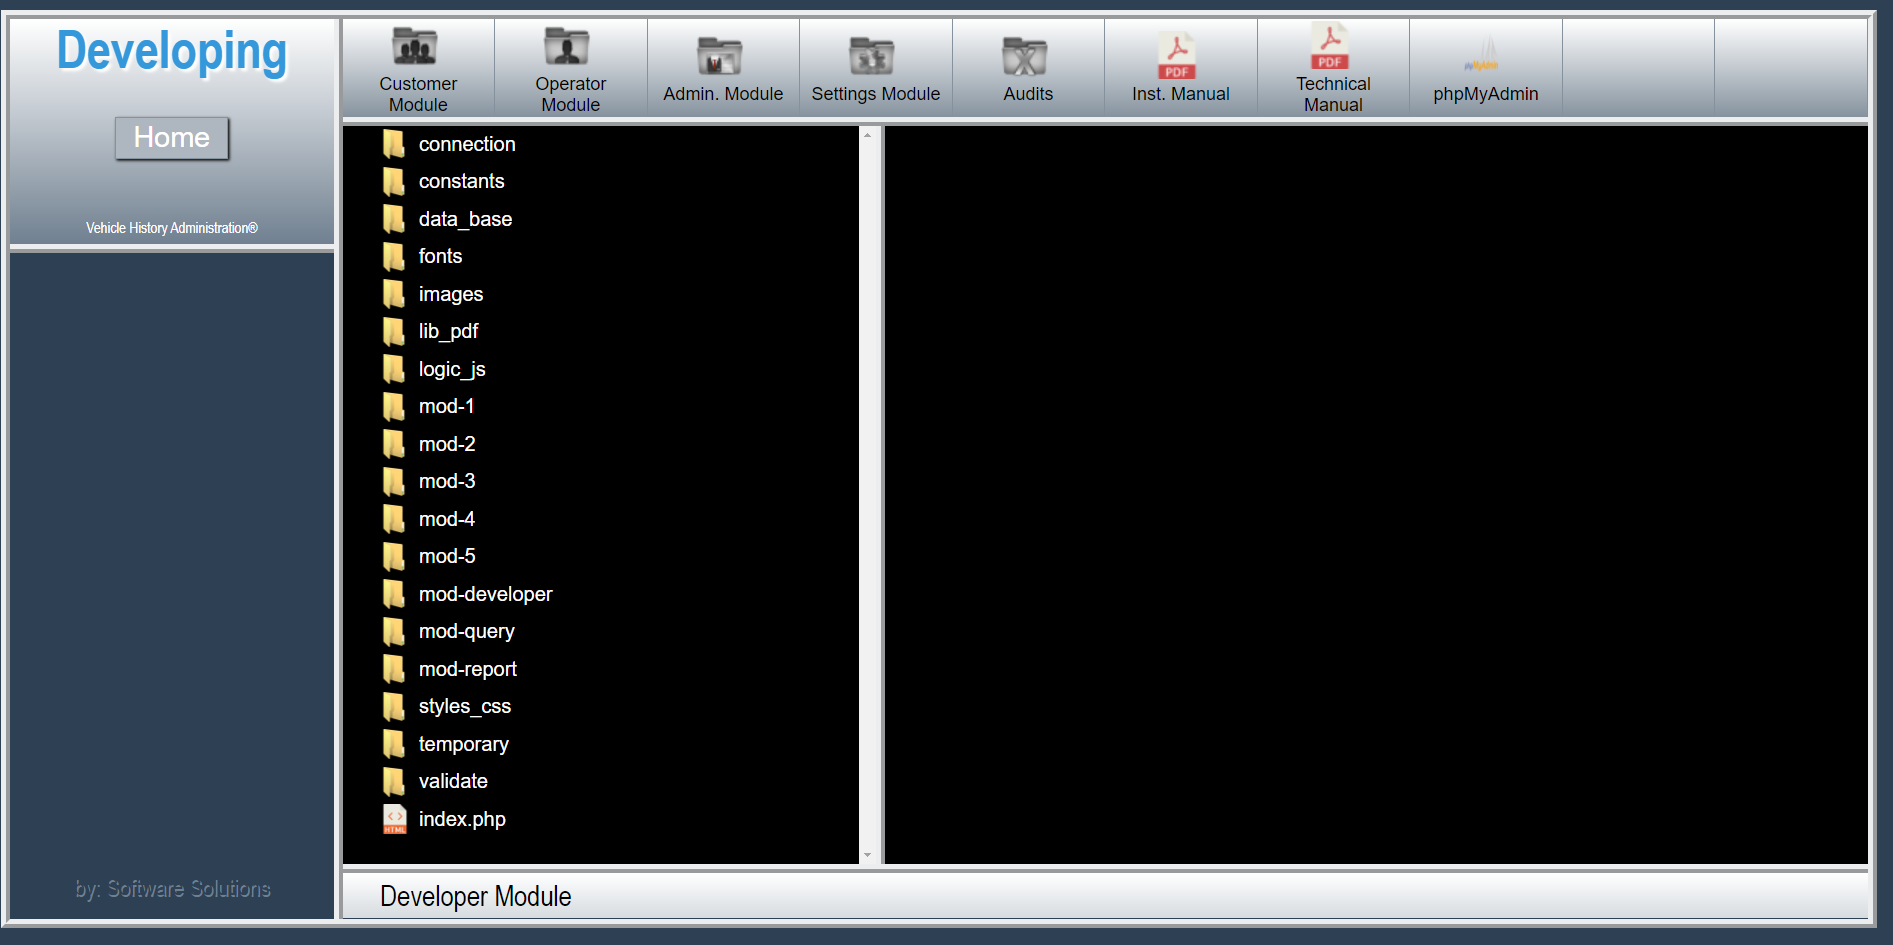 Developing
Home
Vehicle History Administration®
by: Software Solutions
Customer
Module
Operator
Module
Admin. Module
Settings Module
Audits
PDF
Inst. Manual
PDF
Technical
Manual
phpMyAdmin
phpMyAdmin
connection
constants
data_base
fonts
images
lib_pdf
logic_js
mod-1
mod-2
mod-3
mod-4
mod-5
mod-developer
mod-query
mod-report
styles_css
temporary
validate
HTML
index.php
Developer Module